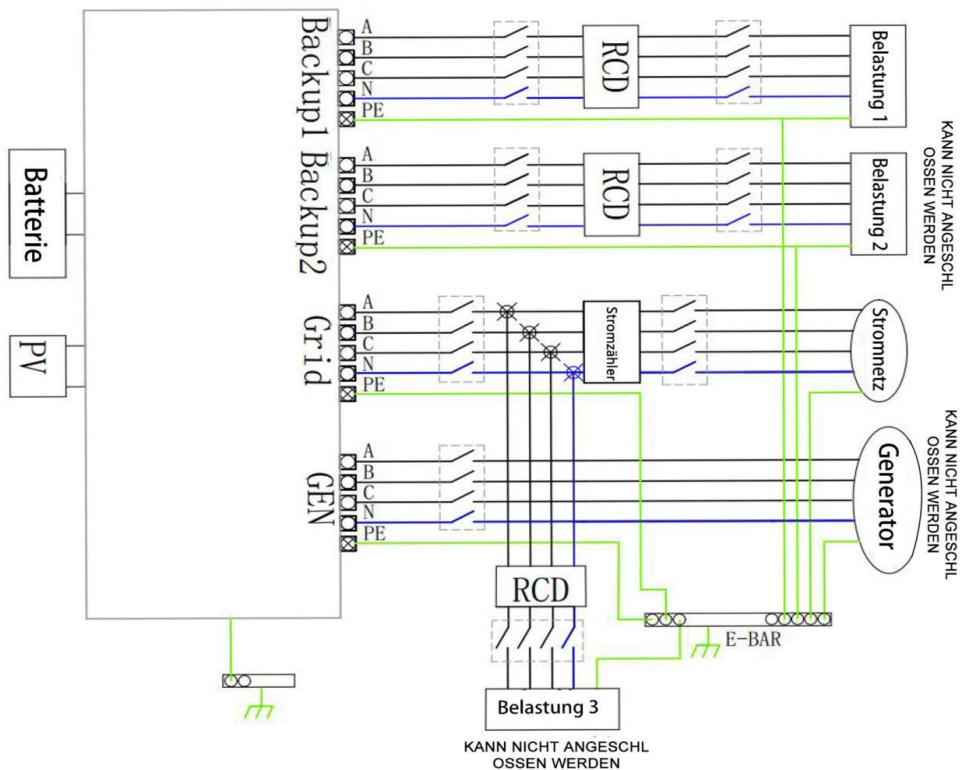 Backup1
A
B
C
N
PE
RCD
Belastung 1
Backup2
A
B
C
N
PE
RCD
Belastung 2
KANN NICHT ANGESCHL
OSSEN WERDEN
Batterie
PV
Grid
A
B
C
N
PE
Stromzähler
Stromnetz
GEN
A
B
C
N
PE
Generator
KANN NICHT ANGESCHL
OSSEN WERDEN
RCD
E-BAR
Belastung 3
KANN NICHT ANGESCHL
OSSEN WERDEN